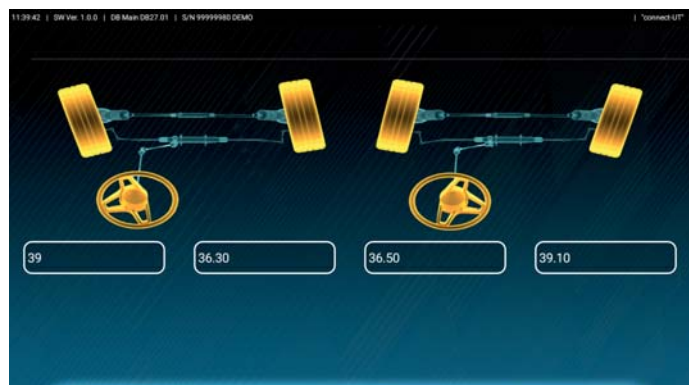 11:39:42 | SW Ver. 1.0.0 | DB Main DB27.01 | S/N 99999980 DEMO | "connect-UT"
39 36.30 36.50 39.10